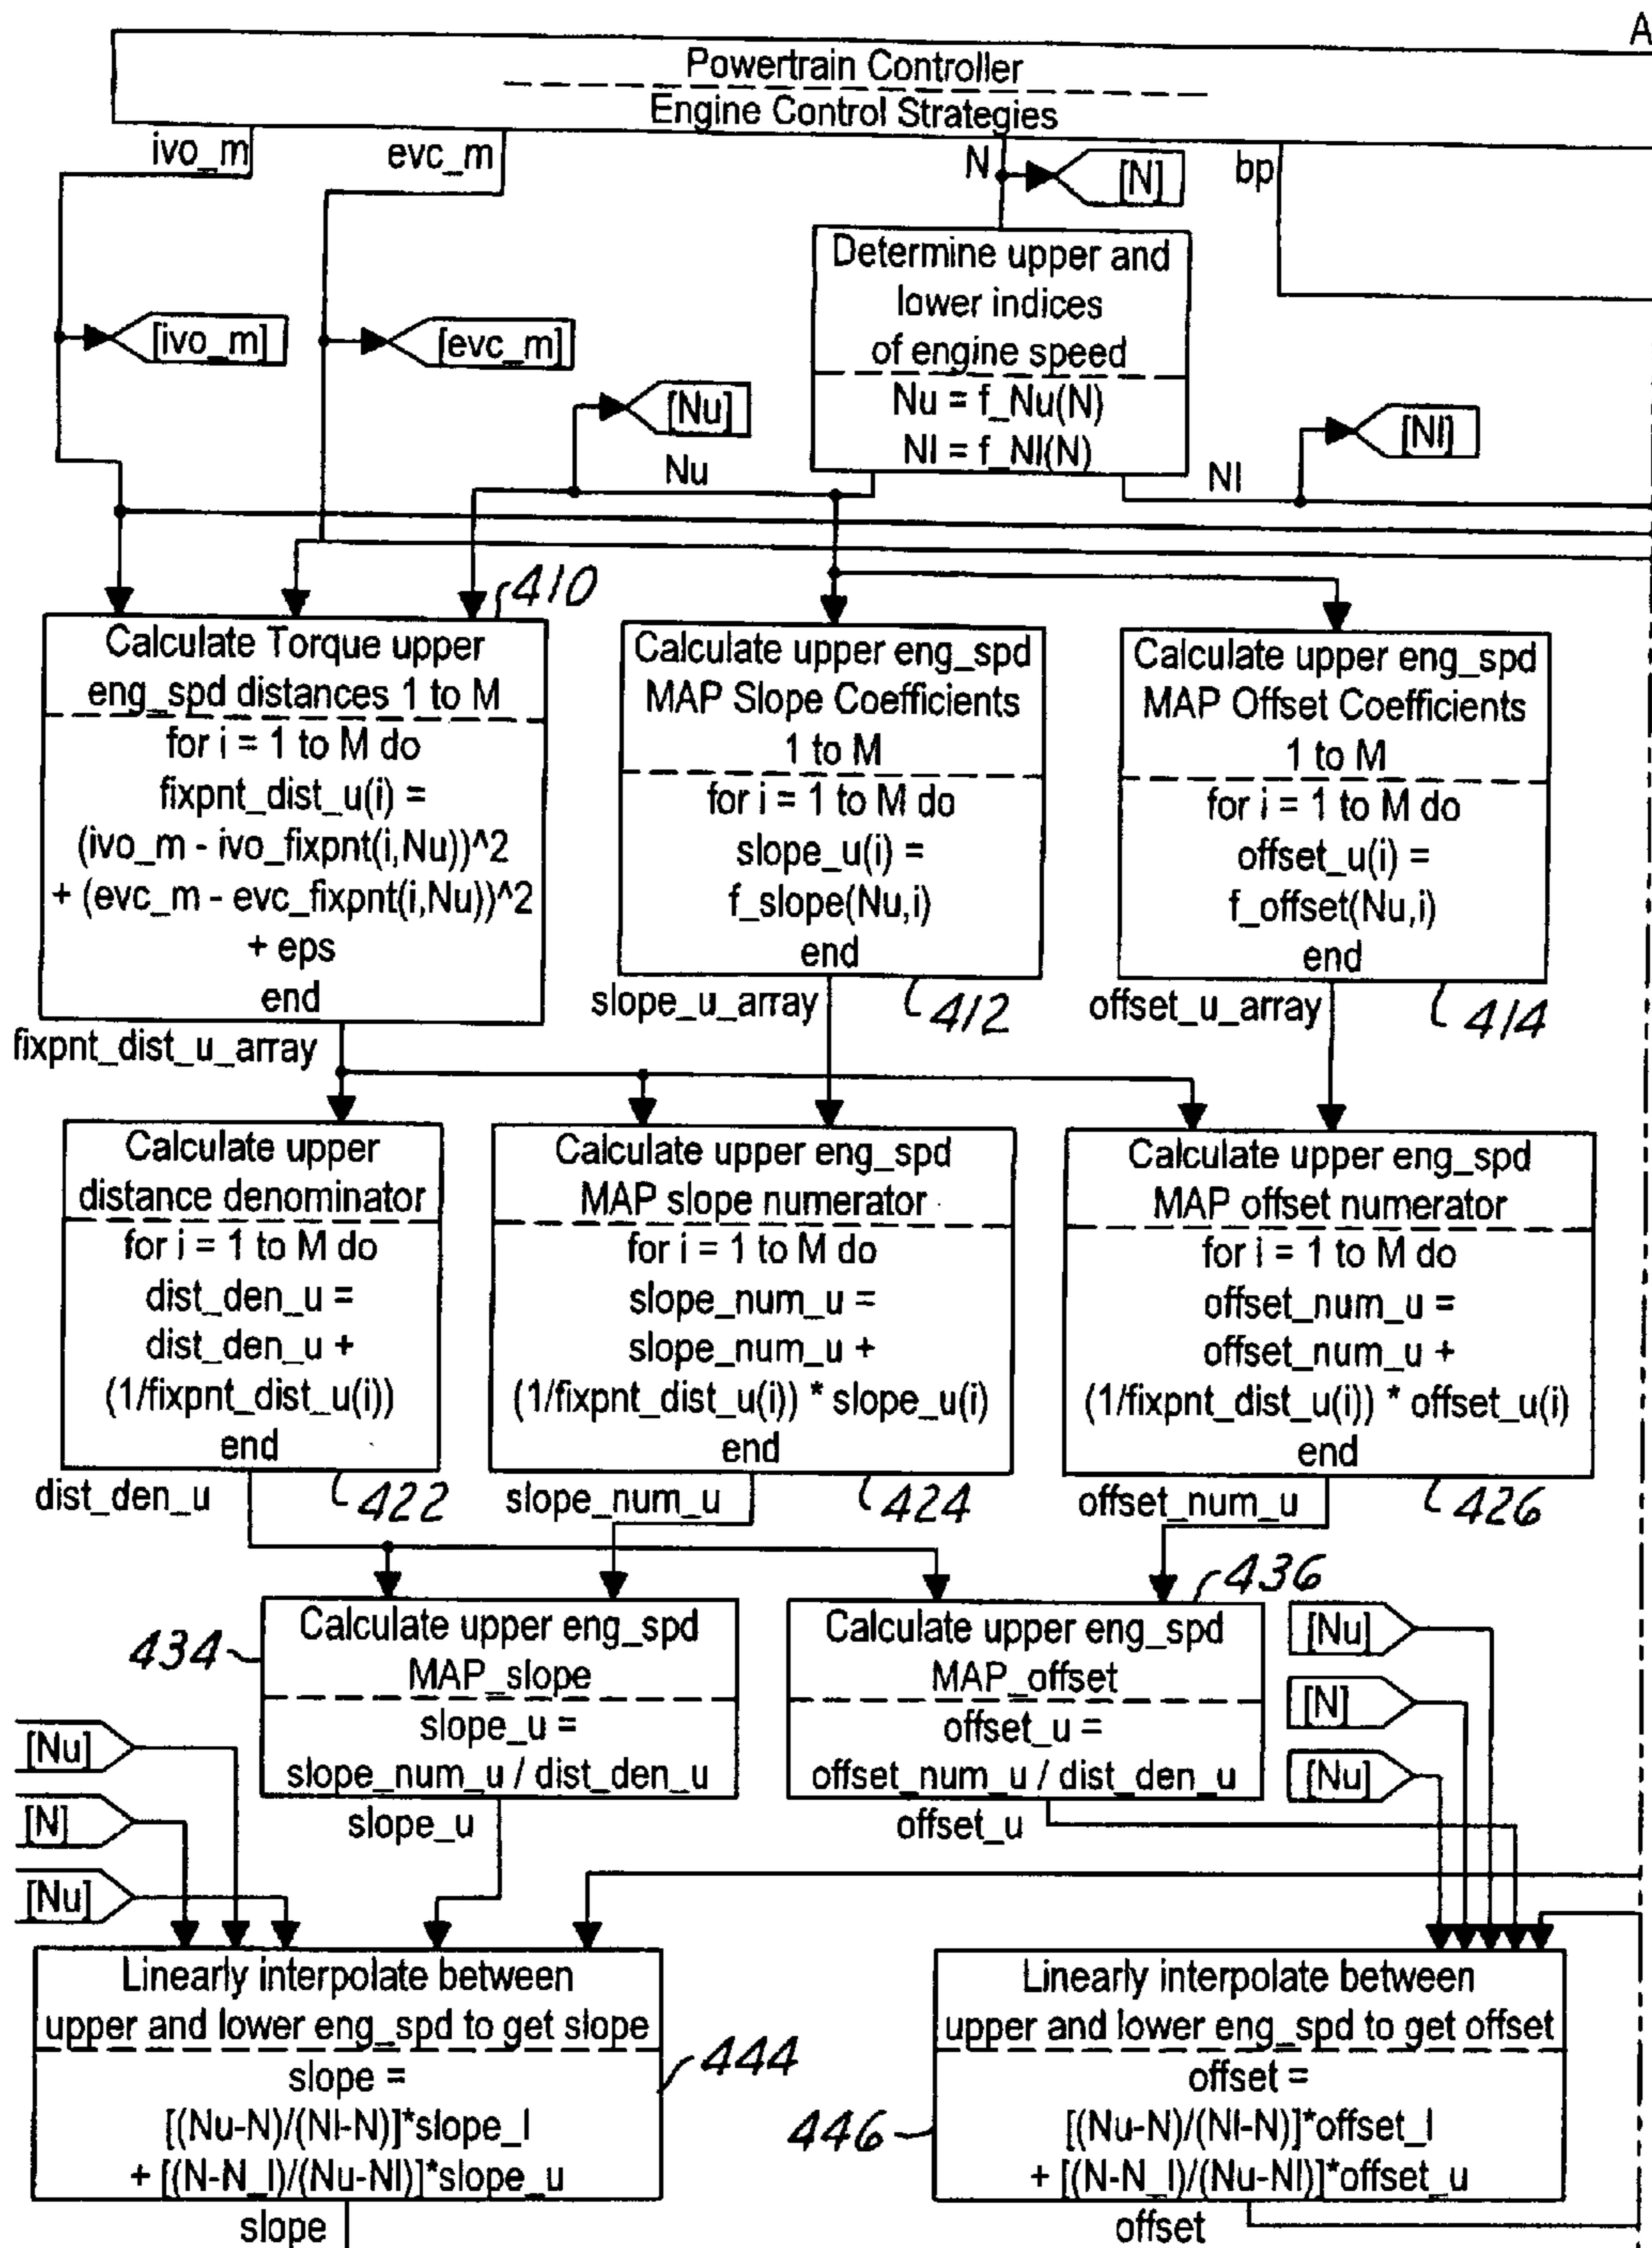 A
Powertrain Controller
Engine Control Strategies
ivo_m
evc_m
N
[N]
bp
Determine upper and
lower indices
of engine speed
Nu = f_Nu(N)
Nl = f_Nl(N)
[ivo_m]
[evc_m]
[Nu]
Nu
[Nl]
Nl
410
Calculate Torque upper
eng_spd distances 1 to M
for i = 1 to M do
fixpnt_dist_u(i) =
(ivo_m - ivo_fixpnt(i,Nu))^2
+ (evc_m - evc_fixpnt(i,Nu))^2
+ eps
end
fixpnt_dist_u_array
Calculate upper eng_spd
MAP Slope Coefficients
1 to M
for i = 1 to M do
slope_u(i) =
f_slope(Nu,i)
end
slope_u_array
412
Calculate upper eng_spd
MAP Offset Coefficients
1 to M
for i = 1 to M do
offset_u(i) =
f_offset(Nu,i)
end
offset_u_array
414
Calculate upper
distance denominator
for i = 1 to M do
dist_den_u =
dist_den_u +
(1/fixpnt_dist_u(i))
end
dist_den_u
422
Calculate upper eng_spd
MAP slope numerator
for i = 1 to M do
slope_num_u =
slope_num_u +
(1/fixpnt_dist_u(i)) * slope_u(i)
end
slope_num_u
424
Calculate upper eng_spd
MAP offset numerator
for i = 1 to M do
offset_num_u =
offset_num_u +
(1/fixpnt_dist_u(i)) * offset_u(i)
end
offset_num_u
426
434
Calculate upper eng_spd
MAP_slope
slope_u =
slope_num_u / dist_den_u
slope_u
436
Calculate upper eng_spd
MAP_offset
offset_u =
offset_num_u / dist_den_u
offset_u
[Nu]
[N]
[Nu]
[Nu]
[N]
[Nu]
Linearly interpolate between
upper and lower eng_spd to get slope
slope =
[(Nu-N)/(Nl-N)]*slope_l
+ [(N-N_l)/(Nu-Nl)]*slope_u
slope
444
446
Linearly interpolate between
upper and lower eng_spd to get offset
offset =
[(Nu-N)/(Nl-N)]*offset_l
+ [(N-N_l)/(Nu-Nl)]*offset_u
offset